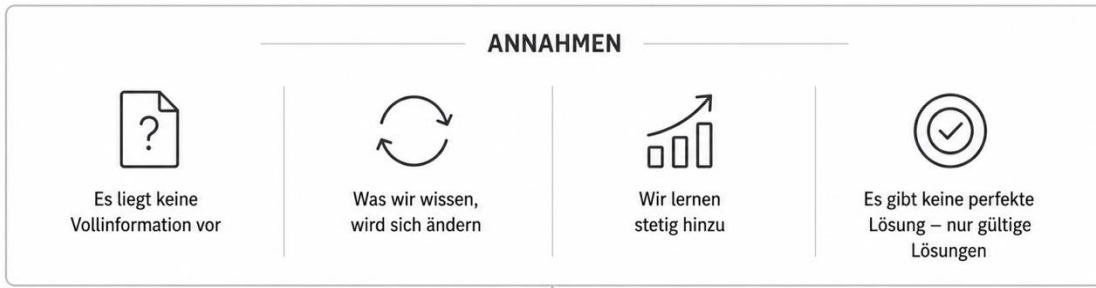 ANNAHMEN
?
Es liegt keine
Vollinformation vor
Was wir wissen,
wird sich ändern
Wir lernen
stetig hinzu
Es gibt keine perfekte
Lösung – nur gültige
Lösungen